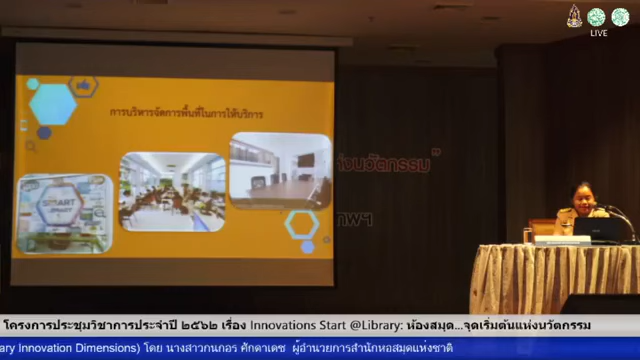 LIVE
การบริหารจัดการพื้นที่ในการให้บริการ
SMART
LIBRARY
ห่งนวัตกรรม”
เทพฯ
โครงการประชุมวิชาการประจำปี ๒๕๖๒ เรื่อง Innovations Start @Library: ห้องสมุด...จุดเริ่มต้นแห่งนวัตกรรม
ary Innovation Dimensions) โดย นางสาวกนกอร ศักดาเดช ผู้อำนวยการสำนักหอสมุดแห่งชาติ